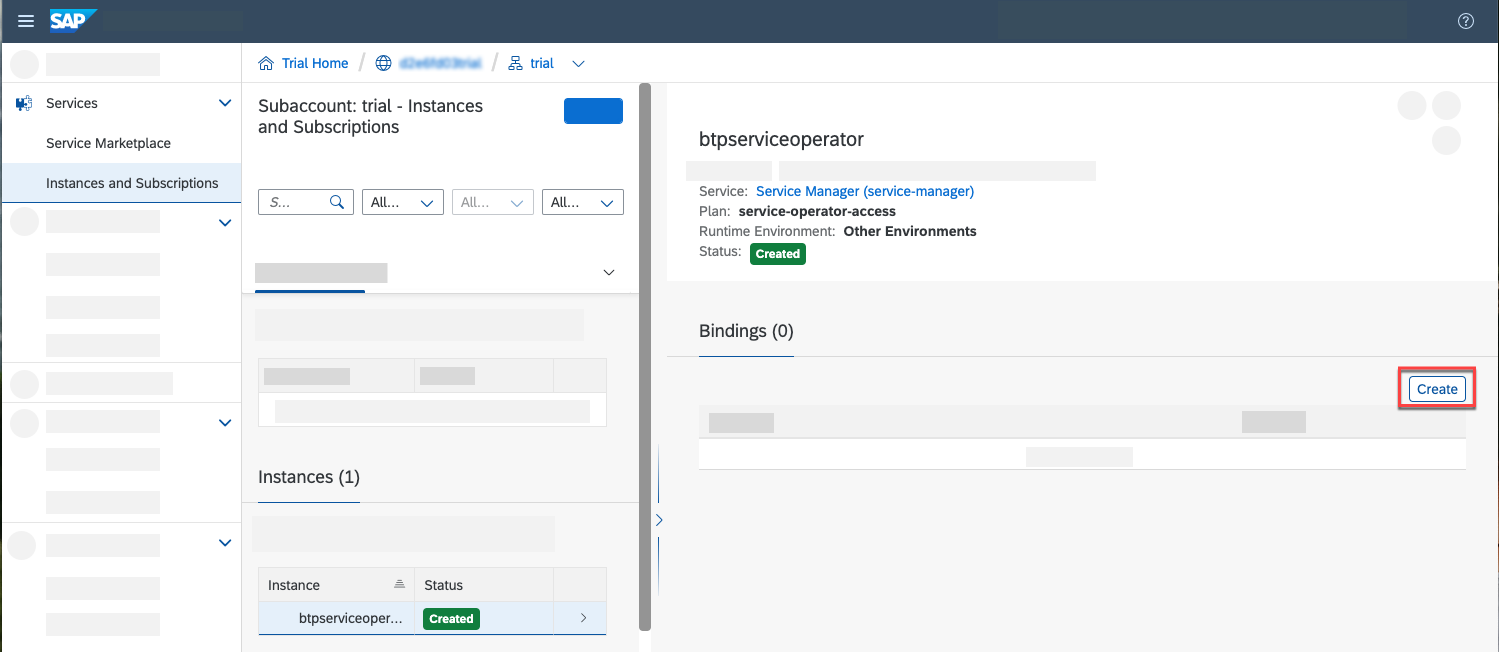 SAP
Trial Home / / trial
Services
Service Marketplace
Instances and Subscriptions
Subaccount: trial - Instances
and Subscriptions
S... All... All... All...
Instances (1)
Instance Status
btpserviceoper... Created
btpserviceoperator
Service: Service Manager (service-manager)
Plan: service-operator-access
Runtime Environment: Other Environments
Status: Created
Bindings (0)
Create